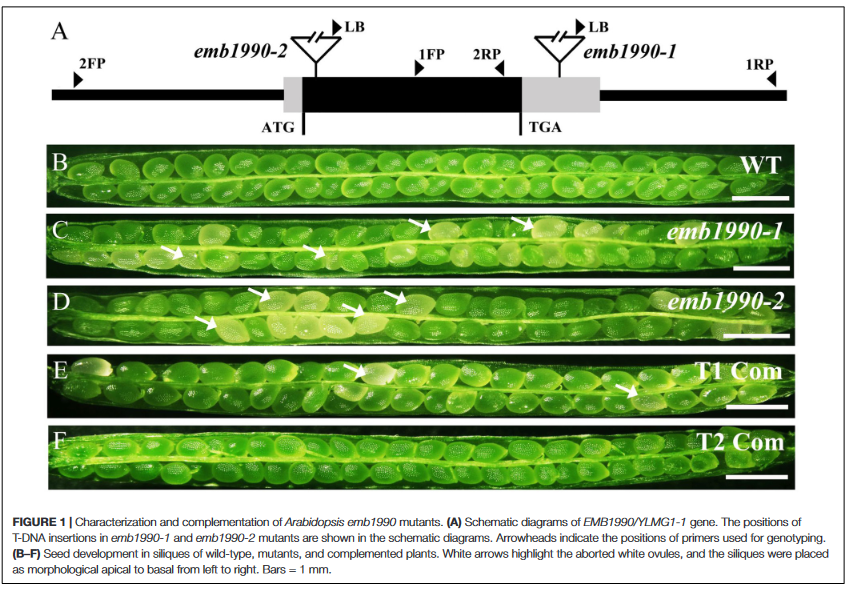 A
LB
LB
emb1990-2
emb1990-1
2FP
1FP
2RP
1RP
ATG
TGA
B
WT
C
emb1990-1
D
emb1990-2
E
T1 Com
F
T2 Com
FIGURE 1 | Characterization and complementation of Arabidopsis emb1990 mutants. (A) Schematic diagrams of EMB1990/YLMG1-1 gene. The positions of
T-DNA insertions in emb1990-1 and emb1990-2 mutants are shown in the schematic diagrams. Arrowheads indicate the positions of primers used for genotyping.
(B–F) Seed development in siliques of wild-type, mutants, and complemented plants. White arrows highlight the aborted white ovules, and the siliques were placed
as morphological apical to basal from left to right. Bars = 1 mm.